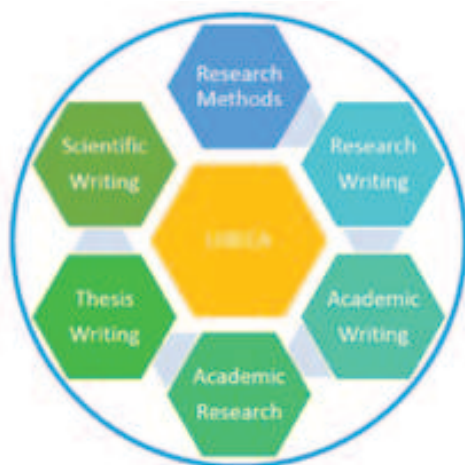 Research
Methods
Research
Writing
Academic
Writing
Academic
Research
Thesis
Writing
Scientific
Writing